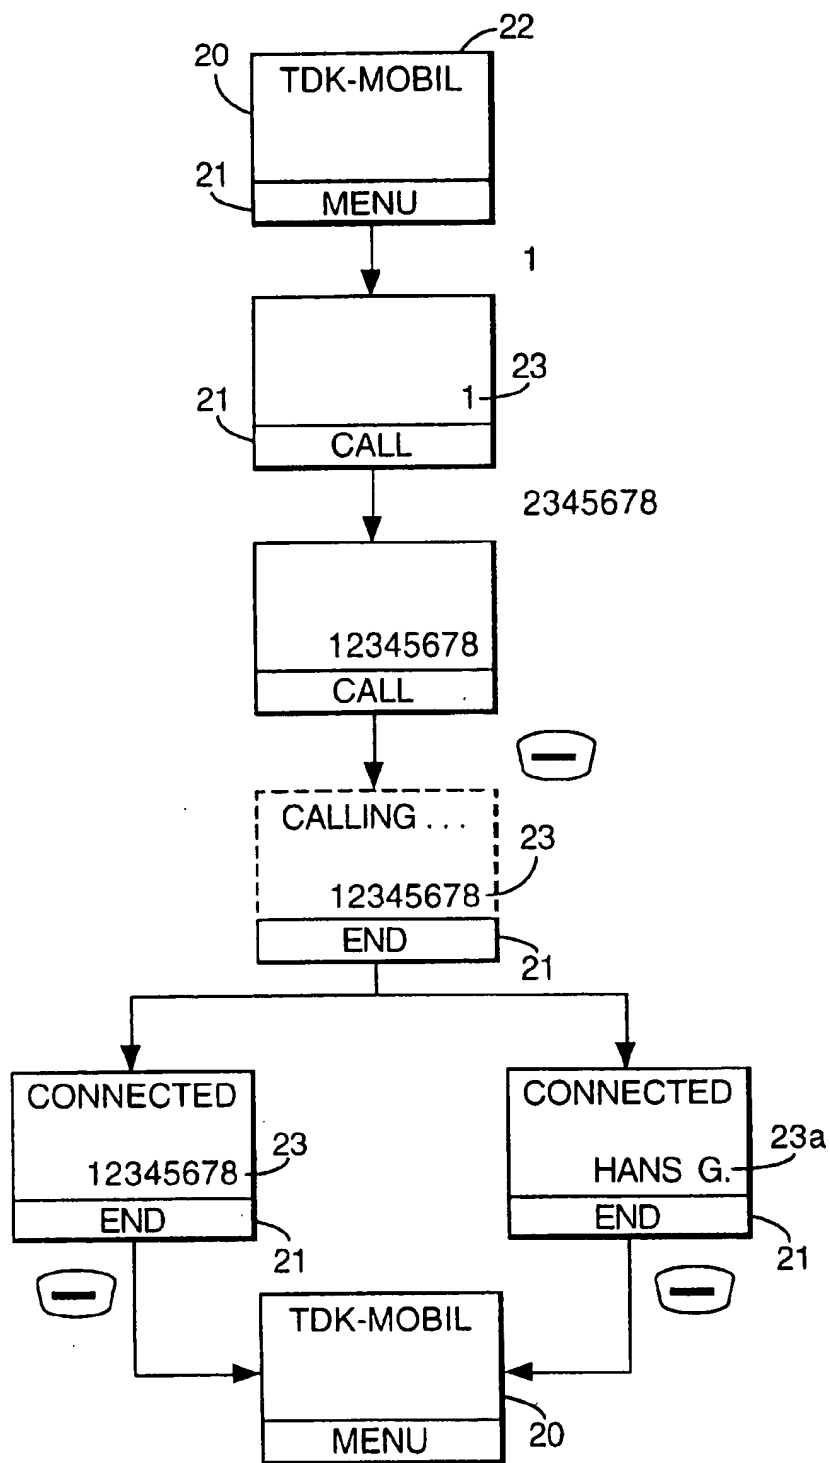 22
20
TDK-MOBIL
21
MENU
1
23
1
21
CALL
2345678
12345678
CALL
CALLING . . .
23
12345678
END
21
CONNECTED
CONNECTED
23
23a
12345678
HANS G.
END
END
21
21
TDK-MOBIL
20
MENU